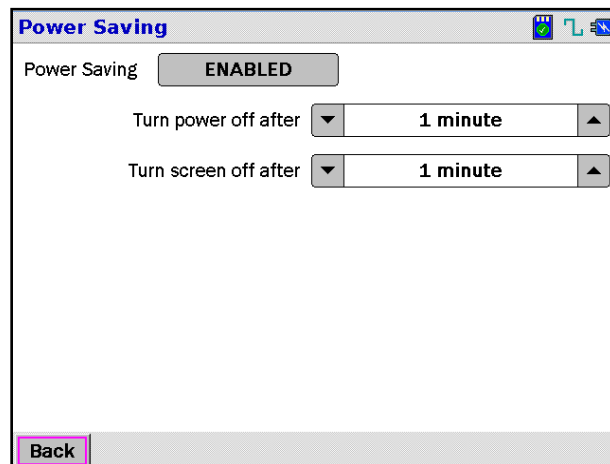 Power Saving
Power Saving ENABLED
Turn power off after 1 minute
Turn screen off after 1 minute
Back